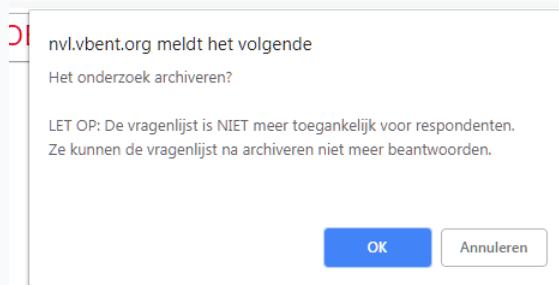 nvl.vbent.org meldt het volgende
Het onderzoek archiveren?
LET OP: De vragenlijst is NIET meer toegankelijk voor respondenten.
Ze kunnen de vragenlijst na archiveren niet meer beantwoorden.
OK
Annuleren